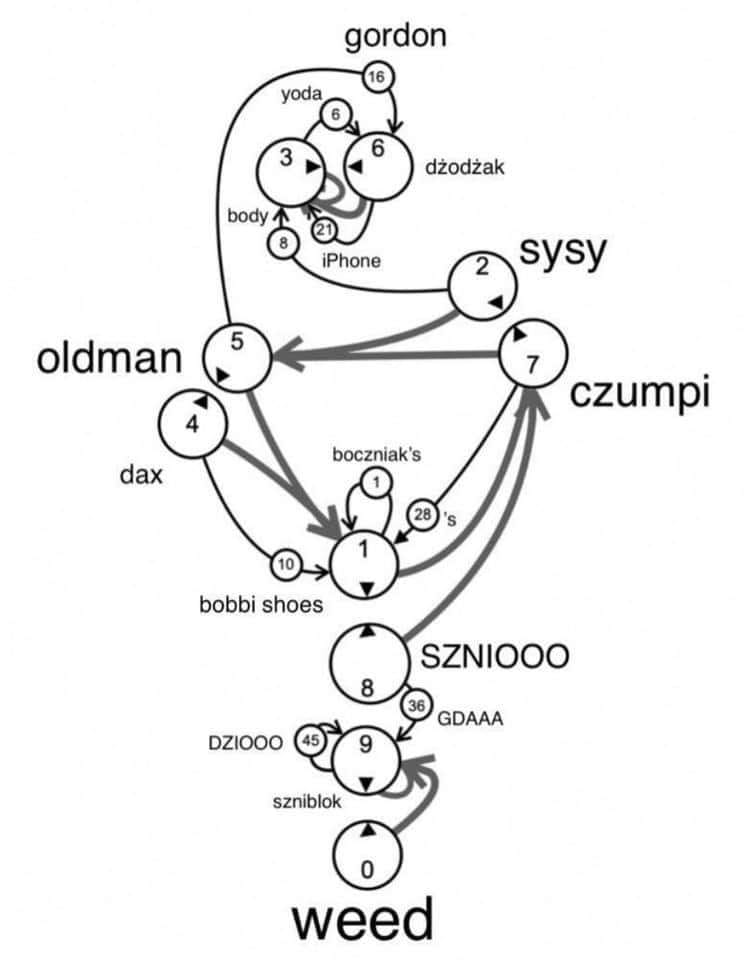 gordon
16
yoda
6
3
6
dżodżak
body
21
8
iPhone
sysy
2
5
oldman
7
czumpi
4
dax
boczniak's
1
28
's
1
10
bobbi shoes
SZNIOOO
8
36
GDAAA
DZIOOO
45
9
szniblok
0
weed